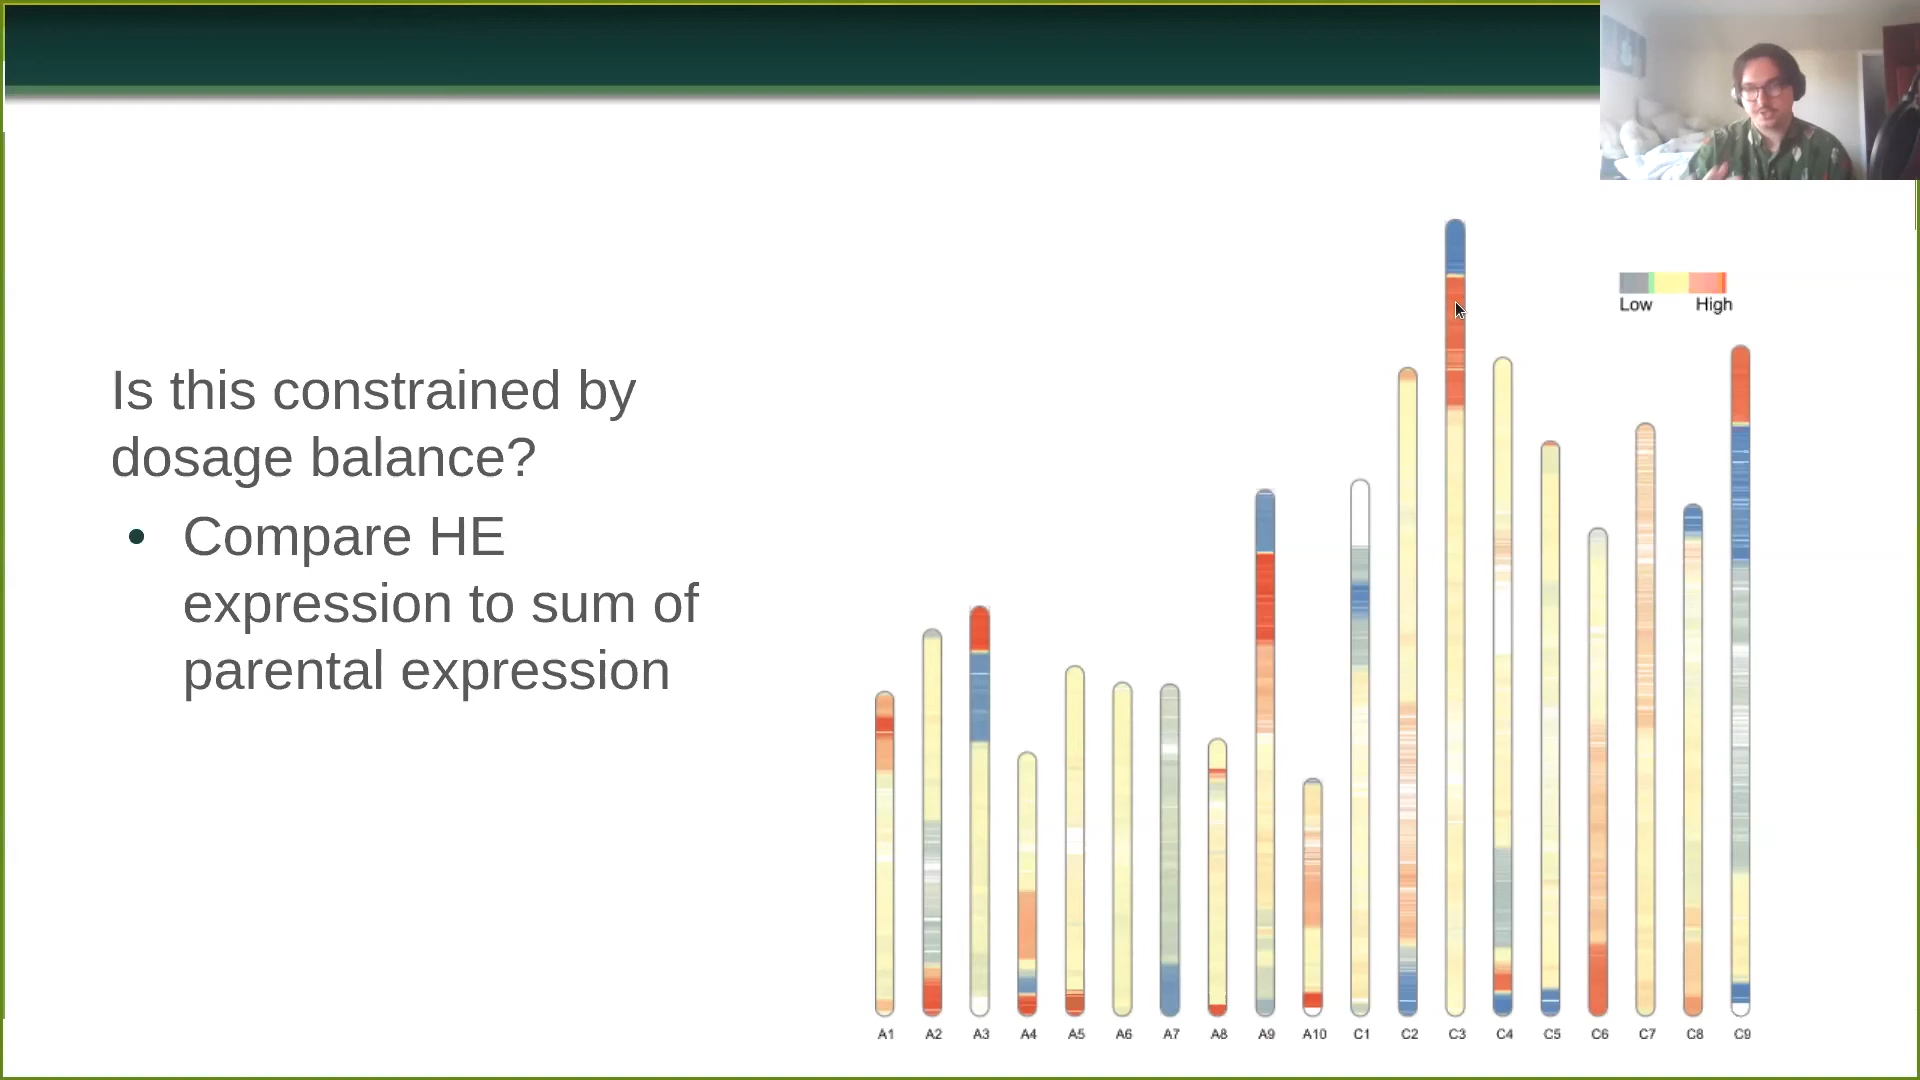 Is this constrained by
dosage balance?
• Compare HE
expression to sum of
parental expression
Low High
A1 A2 A3 A4 A5 A6 A7 A8 A9 A10 C1 C2 C3 C4 C5 C6 C7 C8 C9